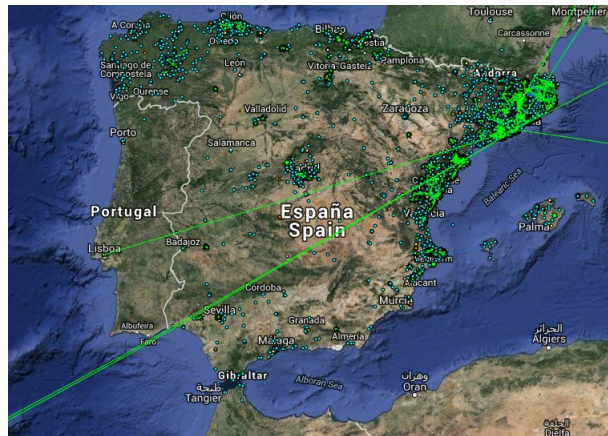 Toulouse
Montpellier
Carcassonne
A Coruña
Gijón
Oviedo
Bilbao
Santiago de
Compostela
León
Vitoria-Gasteiz
Pamplona
Andorra
Vigo
Ourense
Valladolid
Zaragoza
Porto
Salamanca
Balearic Sea
Portugal
España
Spain
Palma
Lisboa
Badajoz
Alacant
Murcia
Córdoba
Albufeira
Faro
Sevilla
Granada
Málaga
Almería
Gibraltar
طنجة
Tangier
Alboran Sea
وهران
Oran
الجزائر
Algiers
الجلفة
Djelfa